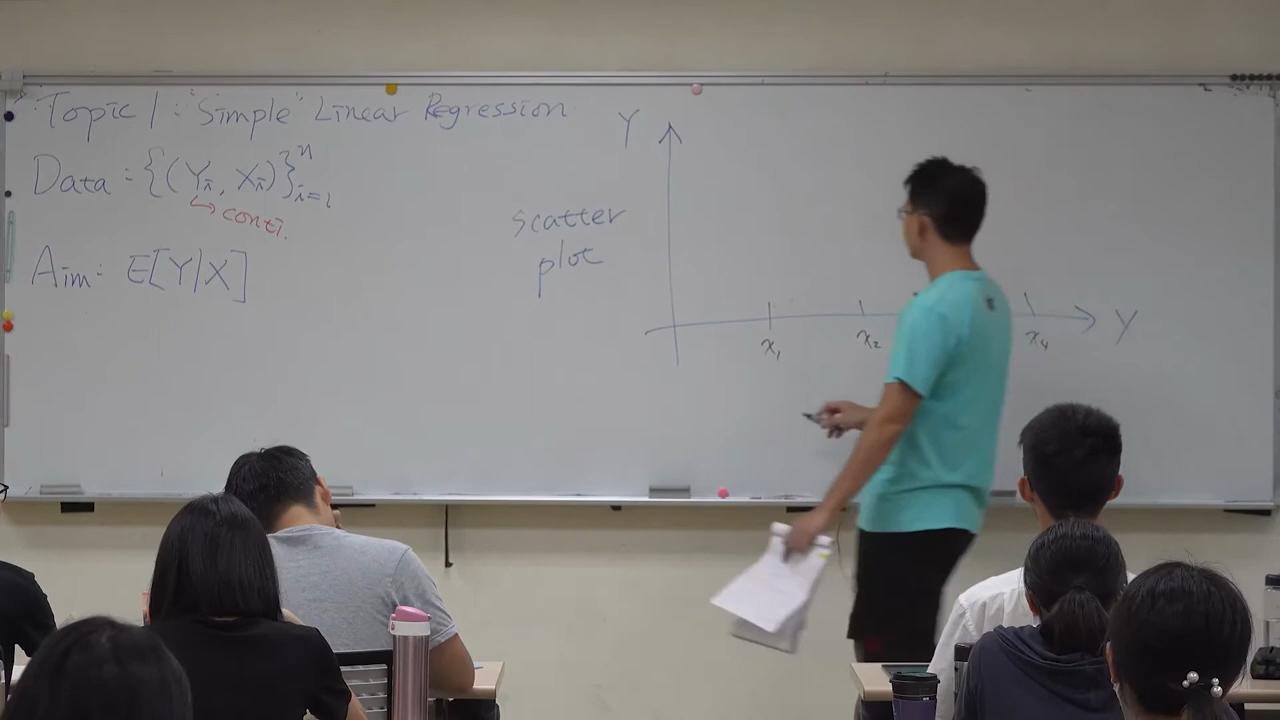 Topic 1: "Simple" Linear Regression
Data: {(Yᵢ, Xᵢ)}ⁿᵢ₌₁
↳ conti.
Aim: E[Y|X]
scatter
plot
Y
x₁ x₂ x₄
Y